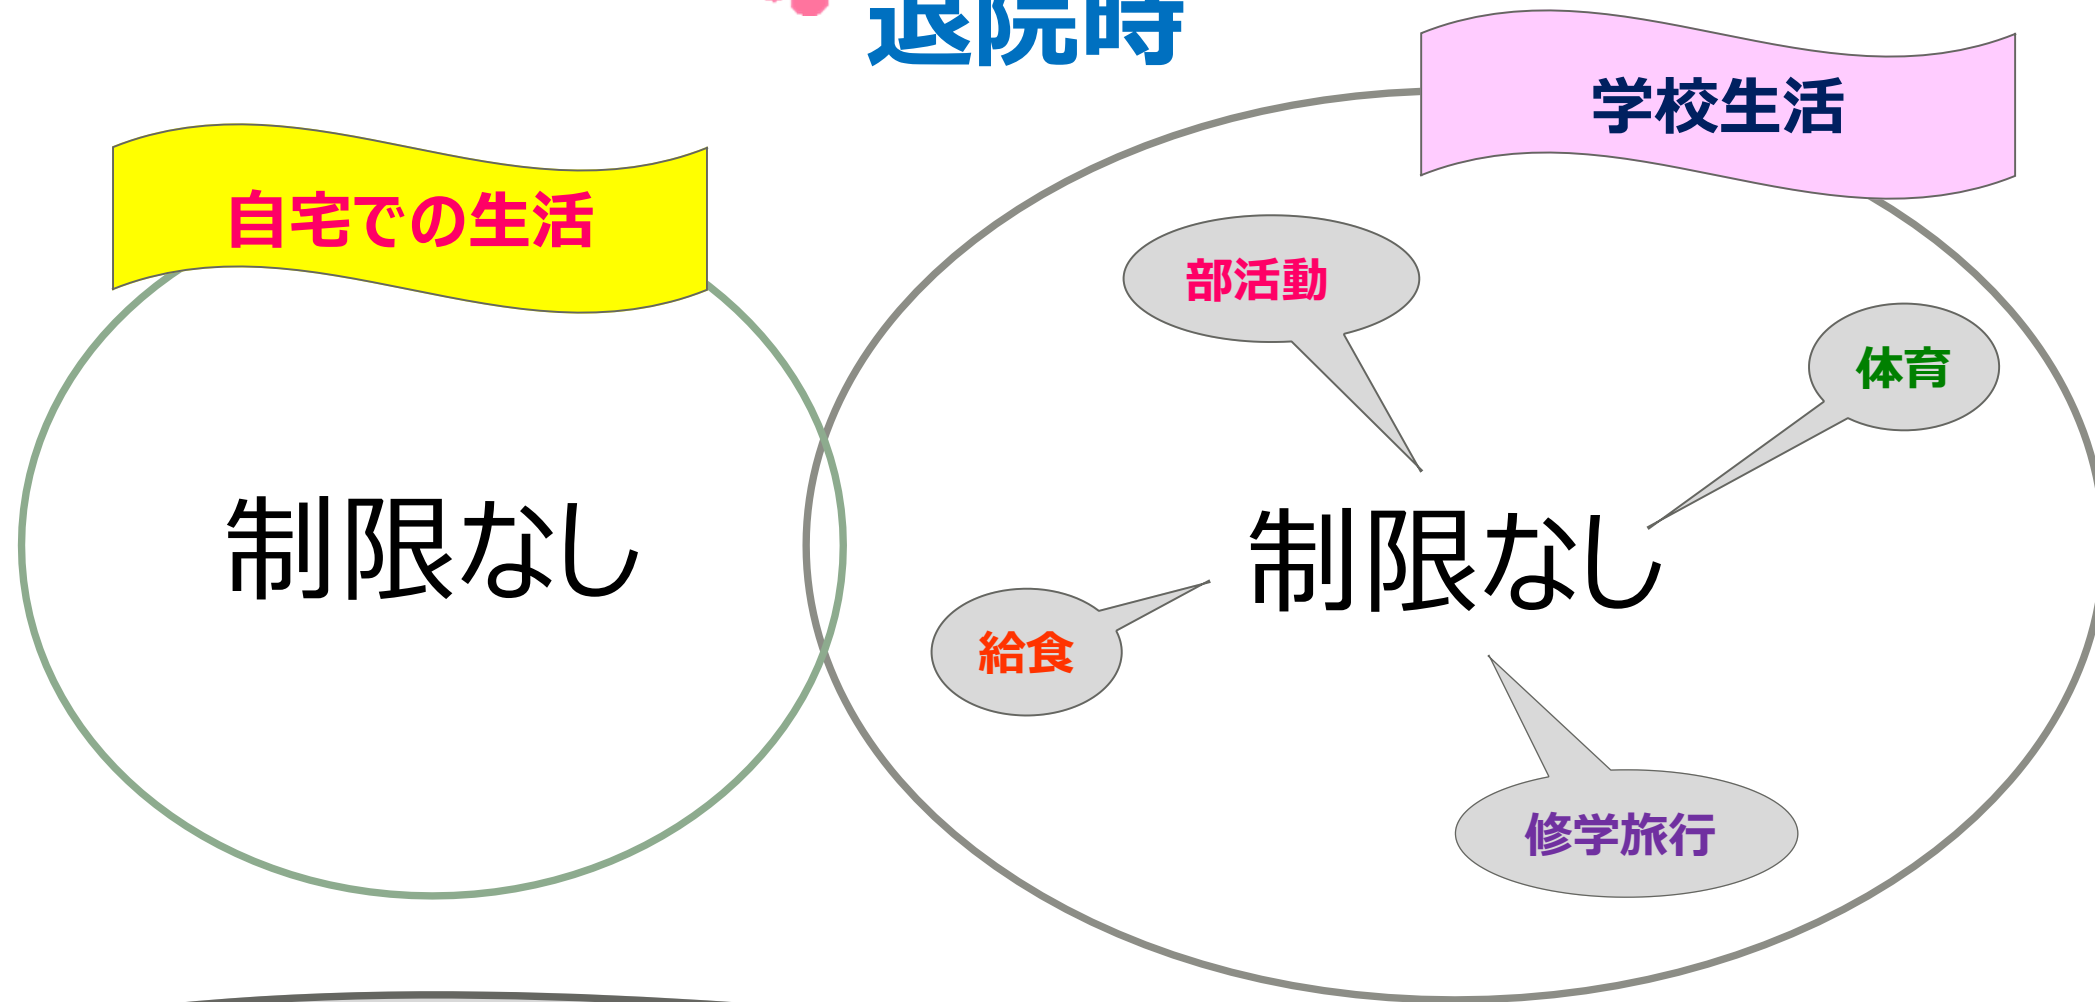 退院時
学校生活
自宅での生活
部活動
体育
制限なし
制限なし
給食
修学旅行